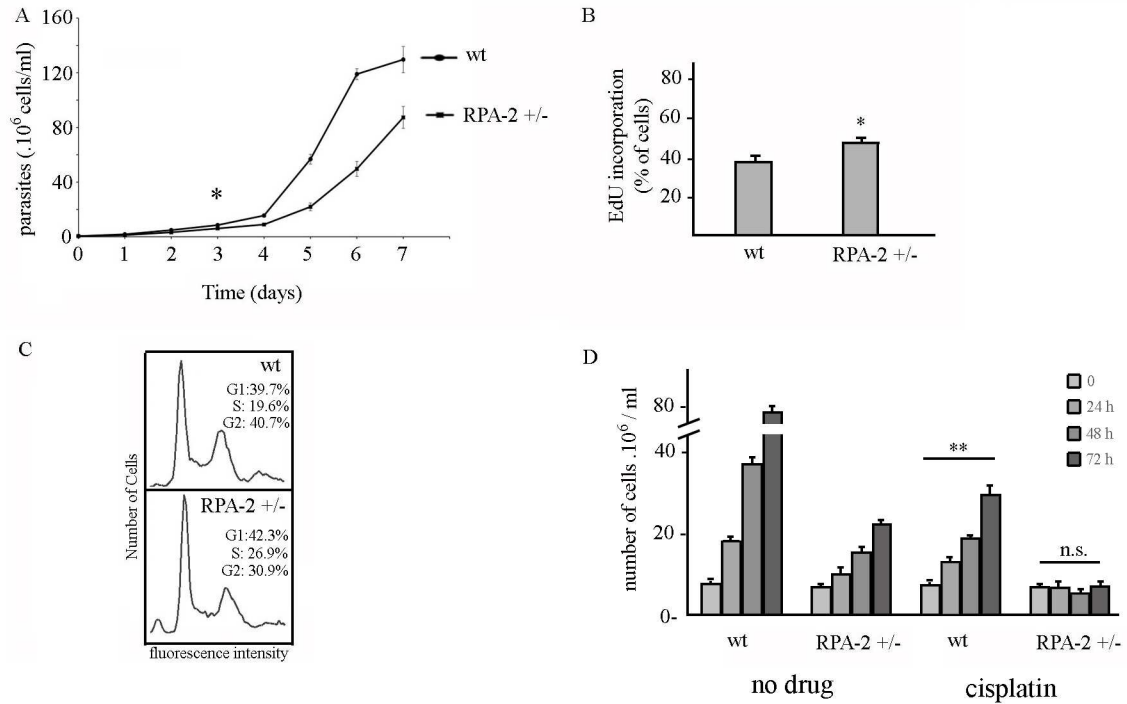 A
160
120
80
40
0
parasites (.10⁶ cells/ml)
0 1 2 3 4 5 6 7
Time (days)
*
wt
RPA-2 +/-
B
80
60
40
20
EdU incorporation
(% of cells)
*
wt RPA-2 +/-
C
wt
G1:39.7%
S: 19.6%
G2: 40.7%
RPA-2 +/-
G1:42.3%
S: 26.9%
G2: 30.9%
Number of Cells
fluorescence intensity
D
80
40
20
0-
number of cells .10⁶ / ml
0
24 h
48 h
72 h
**
n.s.
wt RPA-2 +/- wt RPA-2 +/-
no drug cisplatin